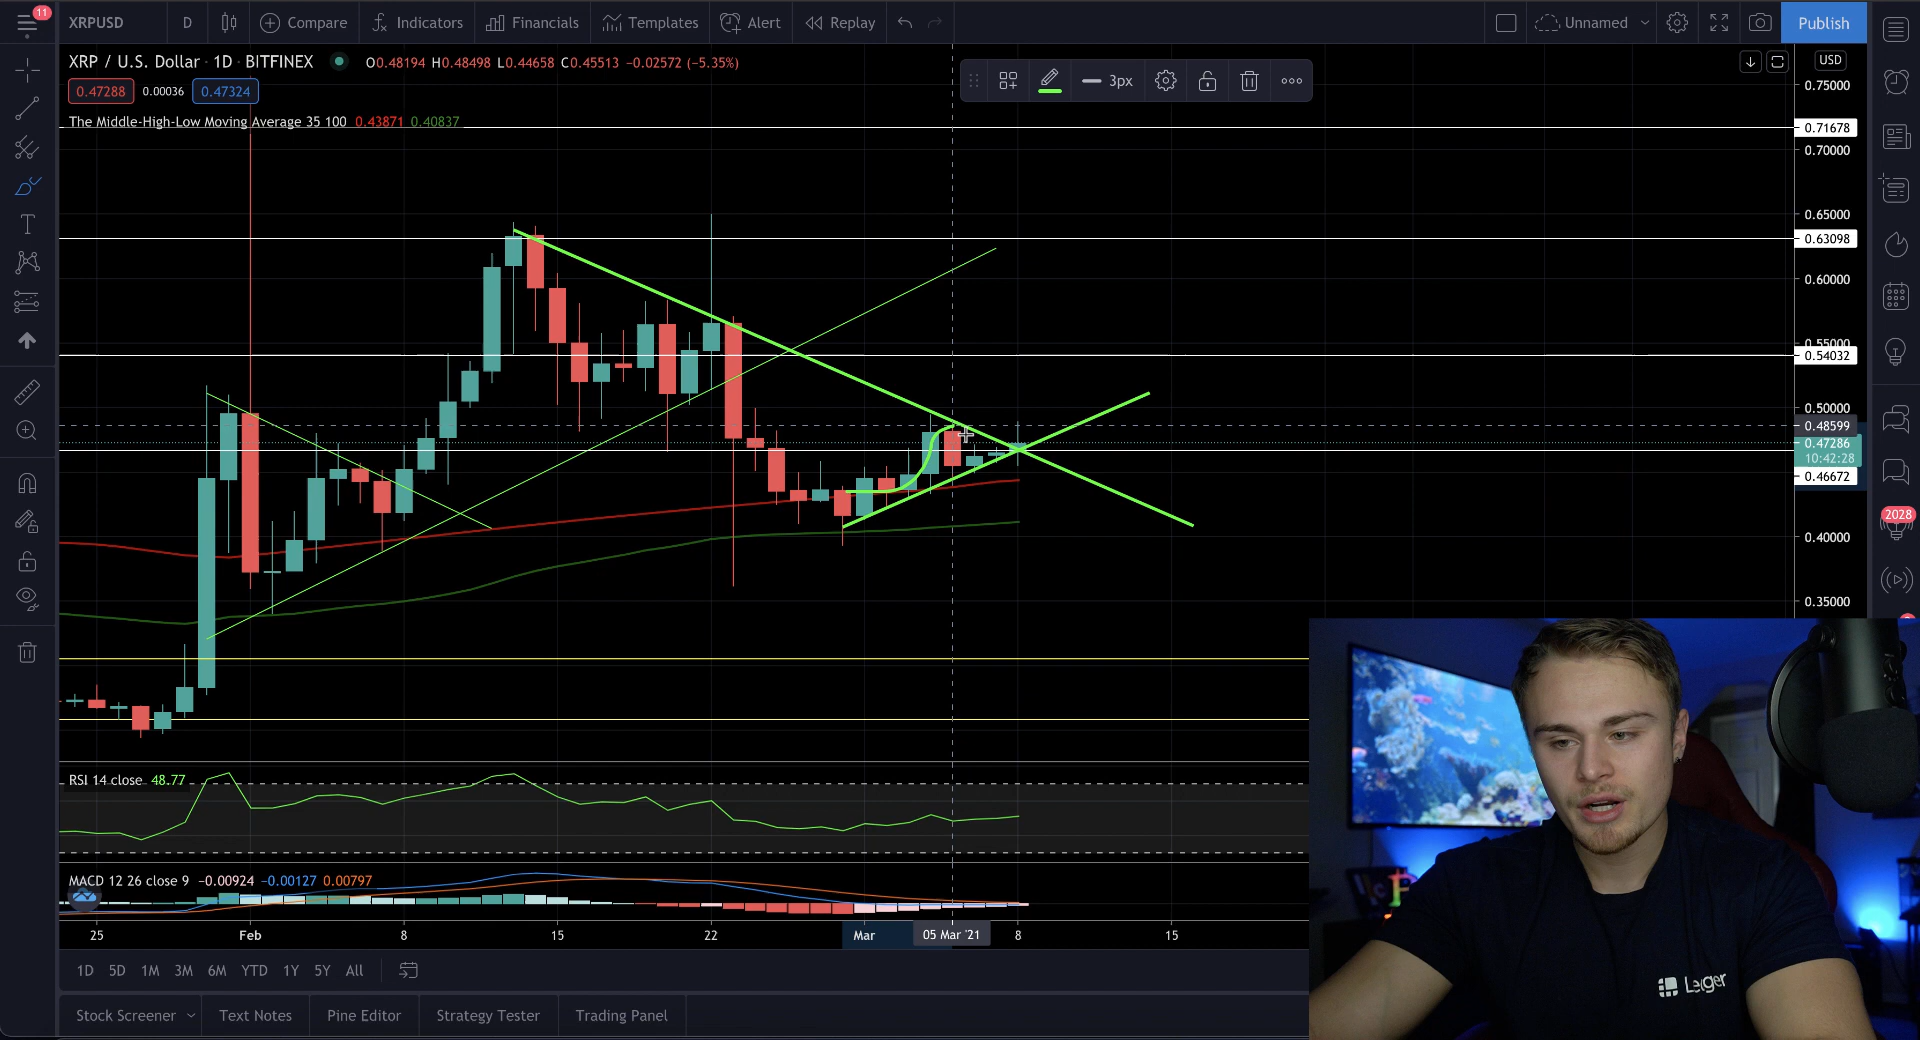 11
XRPUSD D Compare Indicators Financials Templates Alert Replay Unnamed Publish
XRP / U.S. Dollar · 1D · BITFINEX O0.48194 H0.48498 L0.44658 C0.45513 −0.02572 (−5.35%)
0.47288 0.00036 0.47324
The Middle-High-Low Moving Average 35 100 0.43871 0.40837
3px
USD
0.75000
0.71678
0.70000
0.65000
0.63098
0.60000
0.55000
0.54032
0.50000
0.48599
0.47286
10:42:28
0.46672
0.40000
0.35000
2028
RSI 14 close 48.77
MACD 12 26 close 9 −0.00924 −0.00127 0.00797
25 Feb 8 15 22 Mar 05 Mar '21 8 15
1D 5D 1M 3M 6M YTD 1Y 5Y All
Stock Screener Text Notes Pine Editor Strategy Tester Trading Panel
Ledger